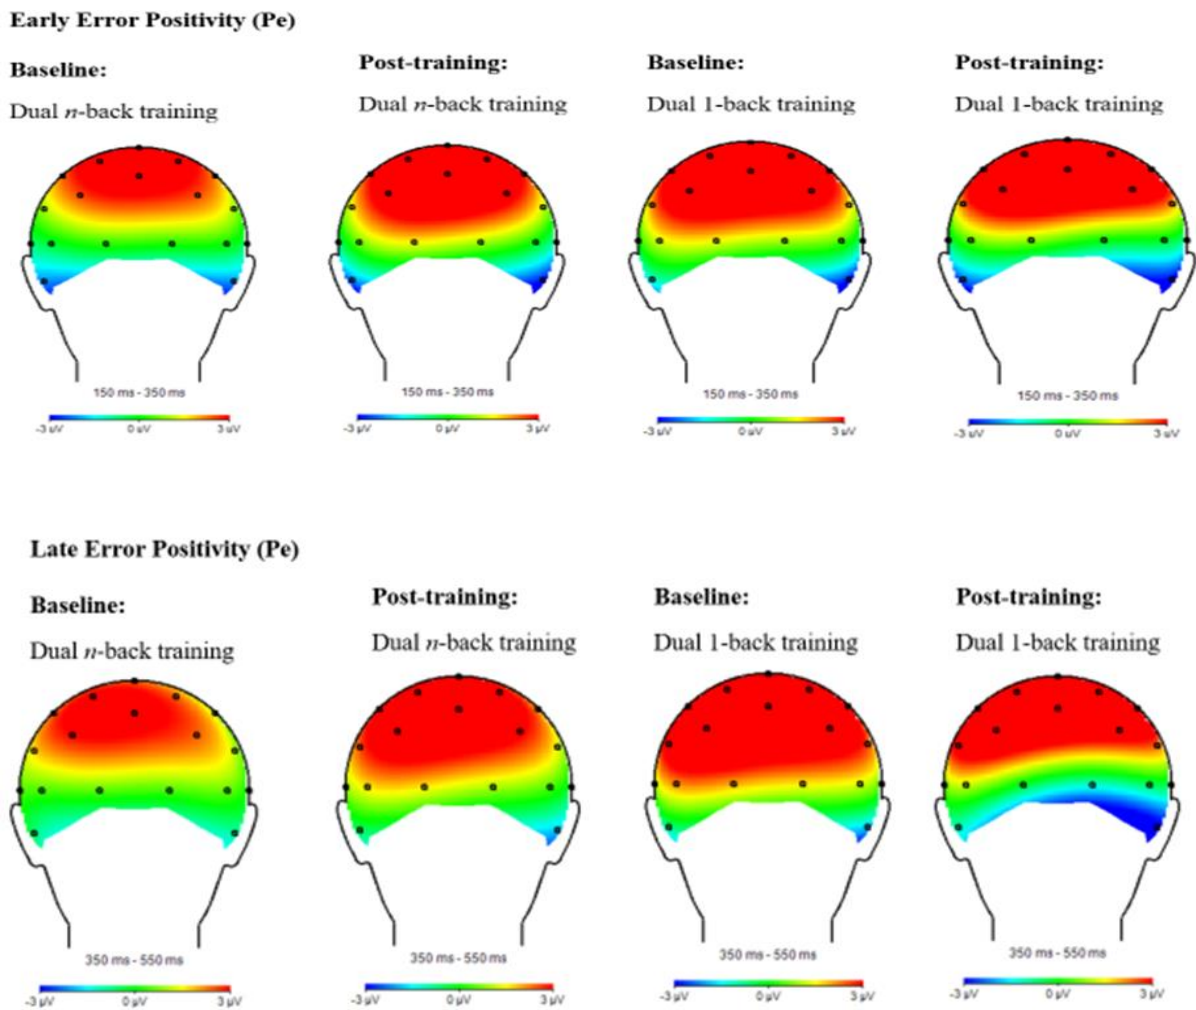 Early Error Positivity (Pe)
Baseline:
Dual n-back training
Post-training:
Dual n-back training
Baseline:
Dual 1-back training
Post-training:
Dual 1-back training
150 ms - 350 ms
-3 µV 0 µV 3 µV
150 ms - 350 ms
-3 µV 0 µV 3 µV
150 ms - 350 ms
-3 µV 0 µV 3 µV
150 ms - 350 ms
-3 µV 0 µV 3 µV
Late Error Positivity (Pe)
Baseline:
Dual n-back training
Post-training:
Dual n-back training
Baseline:
Dual 1-back training
Post-training:
Dual 1-back training
350 ms - 550 ms
-3 µV 0 µV 3 µV
350 ms - 550 ms
-3 µV 0 µV 3 µV
350 ms - 550 ms
-3 µV 0 µV 3 µV
350 ms - 550 ms
-3 µV 0 µV 3 µV